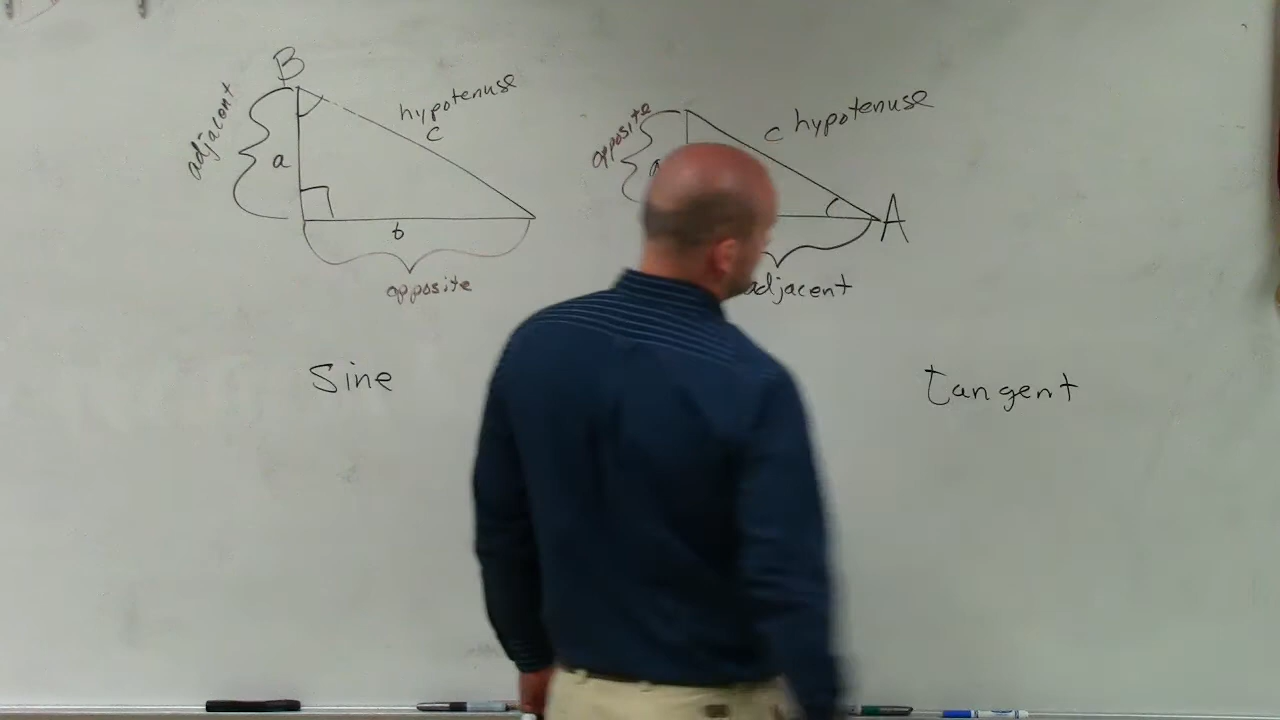 B
adjacent
a
hypotenuse
c
b
opposite
opposite
a
c hypotenuse
A
adjacent
Sine
tangent